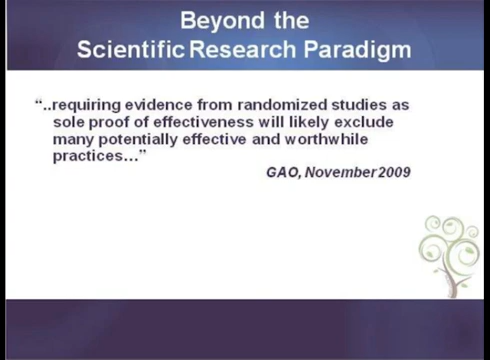 Beyond the
Scientific Research Paradigm
“..requiring evidence from randomized studies as
sole proof of effectiveness will likely exclude
many potentially effective and worthwhile
practices…”
GAO, November 2009